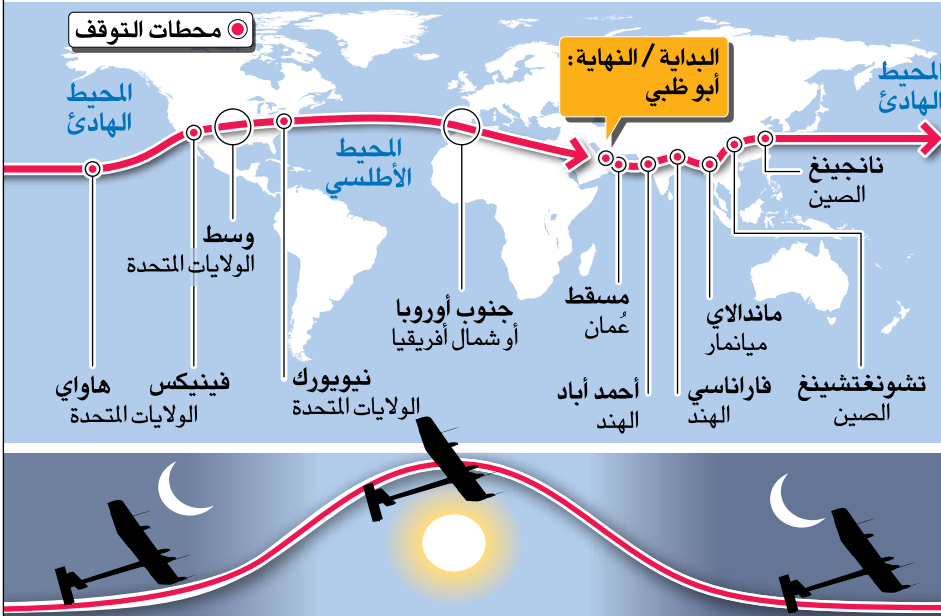 محطات التوقف
البداية / النهاية:
أبو ظبي
المحيط
الهادئ
المحيط
الهادئ
المحيط
الأطلسي
نانجينغ
الصين
وسط
الولايات المتحدة
جنوب أوروبا
أو شمال أفريقيا
مسقط
عُمان
ماندالاي
ميانمار
تشونغتشينغ
الصين
فاراناسي
الهند
أحمد أباد
الهند
نيويورك
الولايات المتحدة
فينيكس
هاواي
الولايات المتحدة